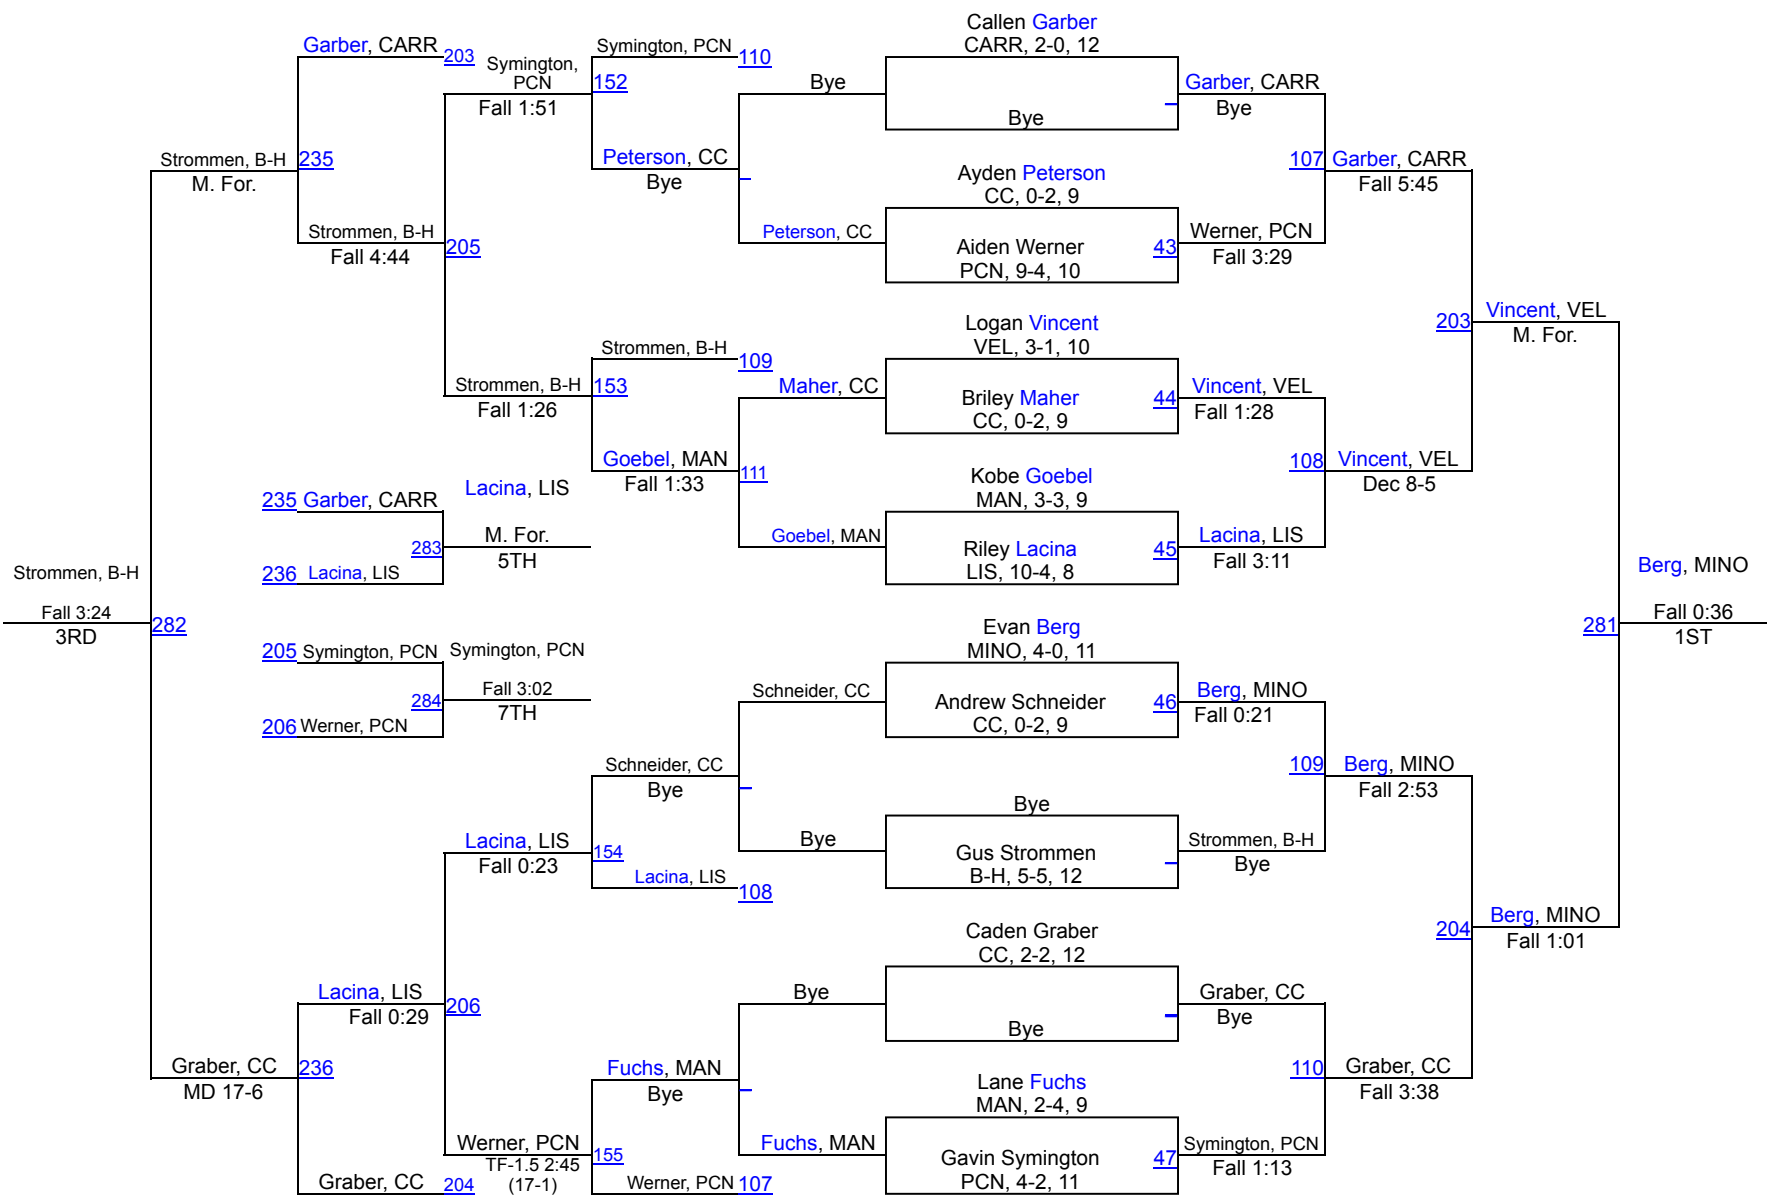 Callen Garber
CARR, 2-0, 12
Bye
Ayden Peterson
CC, 0-2, 9
Aiden Werner
PCN, 9-4, 10
43
Logan Vincent
VEL, 3-1, 10
Briley Maher
CC, 0-2, 9
44
Kobe Goebel
MAN, 3-3, 9
Riley Lacina
LIS, 10-4, 8
45
Evan Berg
MINO, 4-0, 11
Andrew Schneider
CC, 0-2, 9
46
Bye
Gus Strommen
B-H, 5-5, 12
Caden Graber
CC, 2-2, 12
Bye
Lane Fuchs
MAN, 2-4, 9
Gavin Symington
PCN, 4-2, 11
47
Garber, CARR
Bye
107
Werner, PCN
Fall 3:29
Vincent, VEL
Fall 1:28
108
Lacina, LIS
Fall 3:11
Berg, MINO
Fall 0:21
109
Strommen, B-H
Bye
Graber, CC
Bye
110
Symington, PCN
Fall 1:13
Garber, CARR
Fall 5:45
203
Vincent, VEL
Dec 8-5
Berg, MINO
Fall 2:53
204
Graber, CC
Fall 3:38
Vincent, VEL
M. For.
281
Berg, MINO
Fall 1:01
Berg, MINO
Fall 0:36
1ST
Bye
Peterson, CC
Maher, CC
Goebel, MAN
Schneider, CC
Bye
Bye
Fuchs, MAN
Symington, PCN 110
152
Peterson, CC
Bye
Strommen, B-H 109
153
Goebel, MAN 111
Fall 1:33
Schneider, CC
Bye
154
Lacina, LIS 108
Fuchs, MAN
Bye
155
Werner, PCN 107
Symington,
PCN
Fall 1:51
205
Strommen, B-H
Fall 1:26
Lacina, LIS
Fall 0:23
206
Werner, PCN
TF-1.5 2:45
(17-1)
Garber, CARR 203
235
Strommen, B-H
Fall 4:44
Lacina, LIS
Fall 0:29
236
Graber, CC 204
Strommen, B-H
M. For.
282
Graber, CC
MD 17-6
Strommen, B-H
Fall 3:24
3RD
235 Garber, CARR
283
236 Lacina, LIS
Lacina, LIS
M. For.
5TH
205 Symington, PCN
284
206 Werner, PCN
Symington, PCN
Fall 3:02
7TH